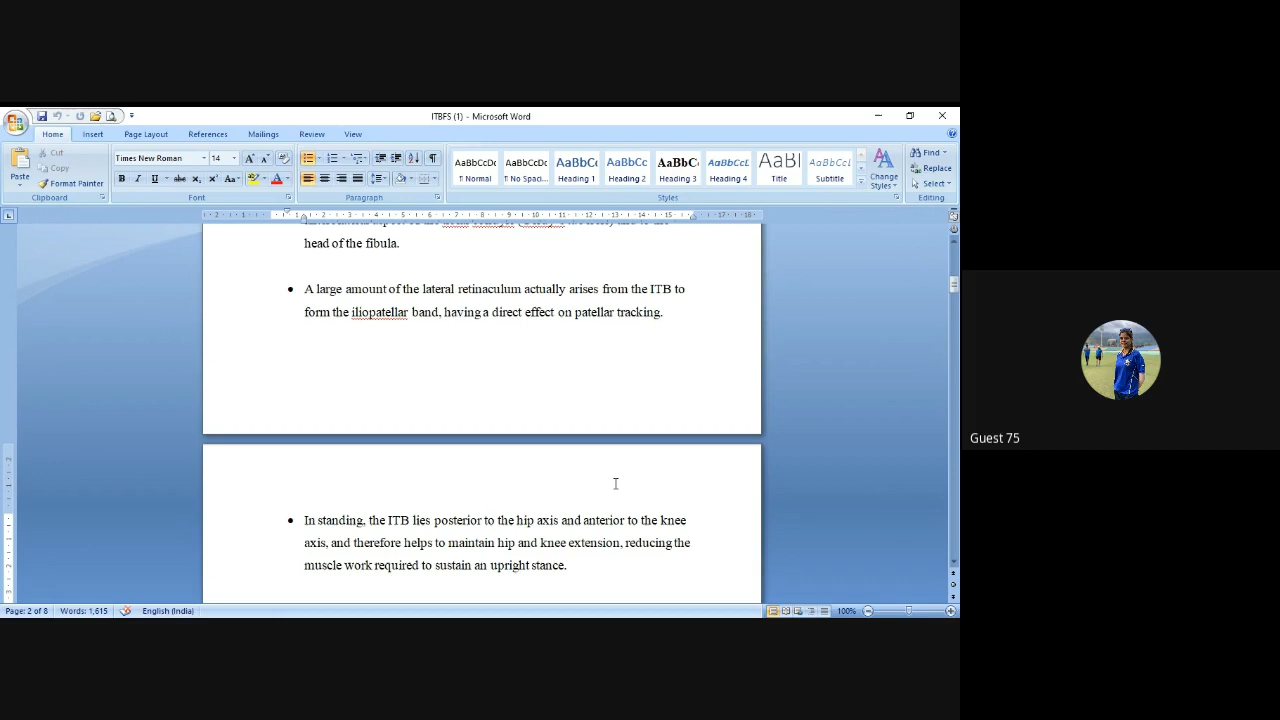 ITBFS (1) - Microsoft Word
Home Insert Page Layout References Mailings Review View
Paste
Cut
Copy
Format Painter
Clipboard
Times New Roman 14
Font
Paragraph
AaBbCcDc AaBbCcDc AaBbCc AaBbCc AaBbC AaBbCcL AaBl AaBbCcL
¶ Normal ¶ No Spaci... Heading 1 Heading 2 Heading 3 Heading 4 Title Subtitle
Change Styles
Styles
Find
Replace
Select
Editing
head of the fibula.
• A large amount of the lateral retinaculum actually arises from the ITB to
form the iliopatellar band, having a direct effect on patellar tracking.
• In standing, the ITB lies posterior to the hip axis and anterior to the knee
axis, and therefore helps to maintain hip and knee extension, reducing the
muscle work required to sustain an upright stance.
Page: 2 of 8 Words: 1,615 English (India) 100%
Guest 75